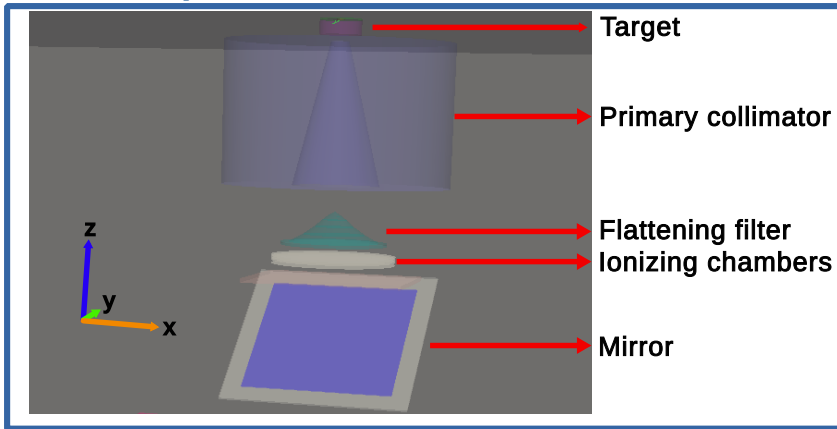 Target
Primary collimator
Flattening filter
Ionizing chambers
Mirror
z
y
x